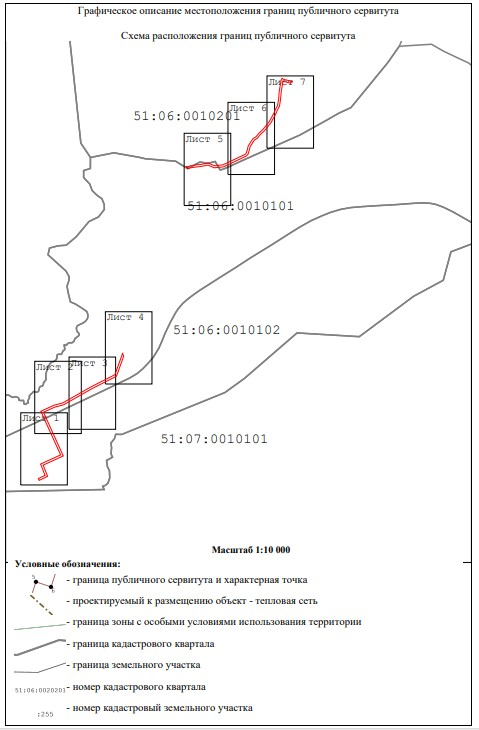 Графическое описание местоположения границ публичного сервитута
Схема расположения границ публичного сервитута
Лист 7
Лист 6
51:06:0010201
Лист 5
51:06:0010101
Лист 4
51:06:0010102
Лист 3
Лист 2
Лист 1
51:07:0010101
Масштаб 1:10 000
Условные обозначения:
- граница публичного сервитута и характерная точка
- проектируемый к размещению объект - тепловая сеть
- граница зоны с особыми условиями использования территории
- граница кадастрового квартала
- граница земельного участка
51:06:0020201 - номер кадастрового квартала
:255 - номер кадастровый земельного участка